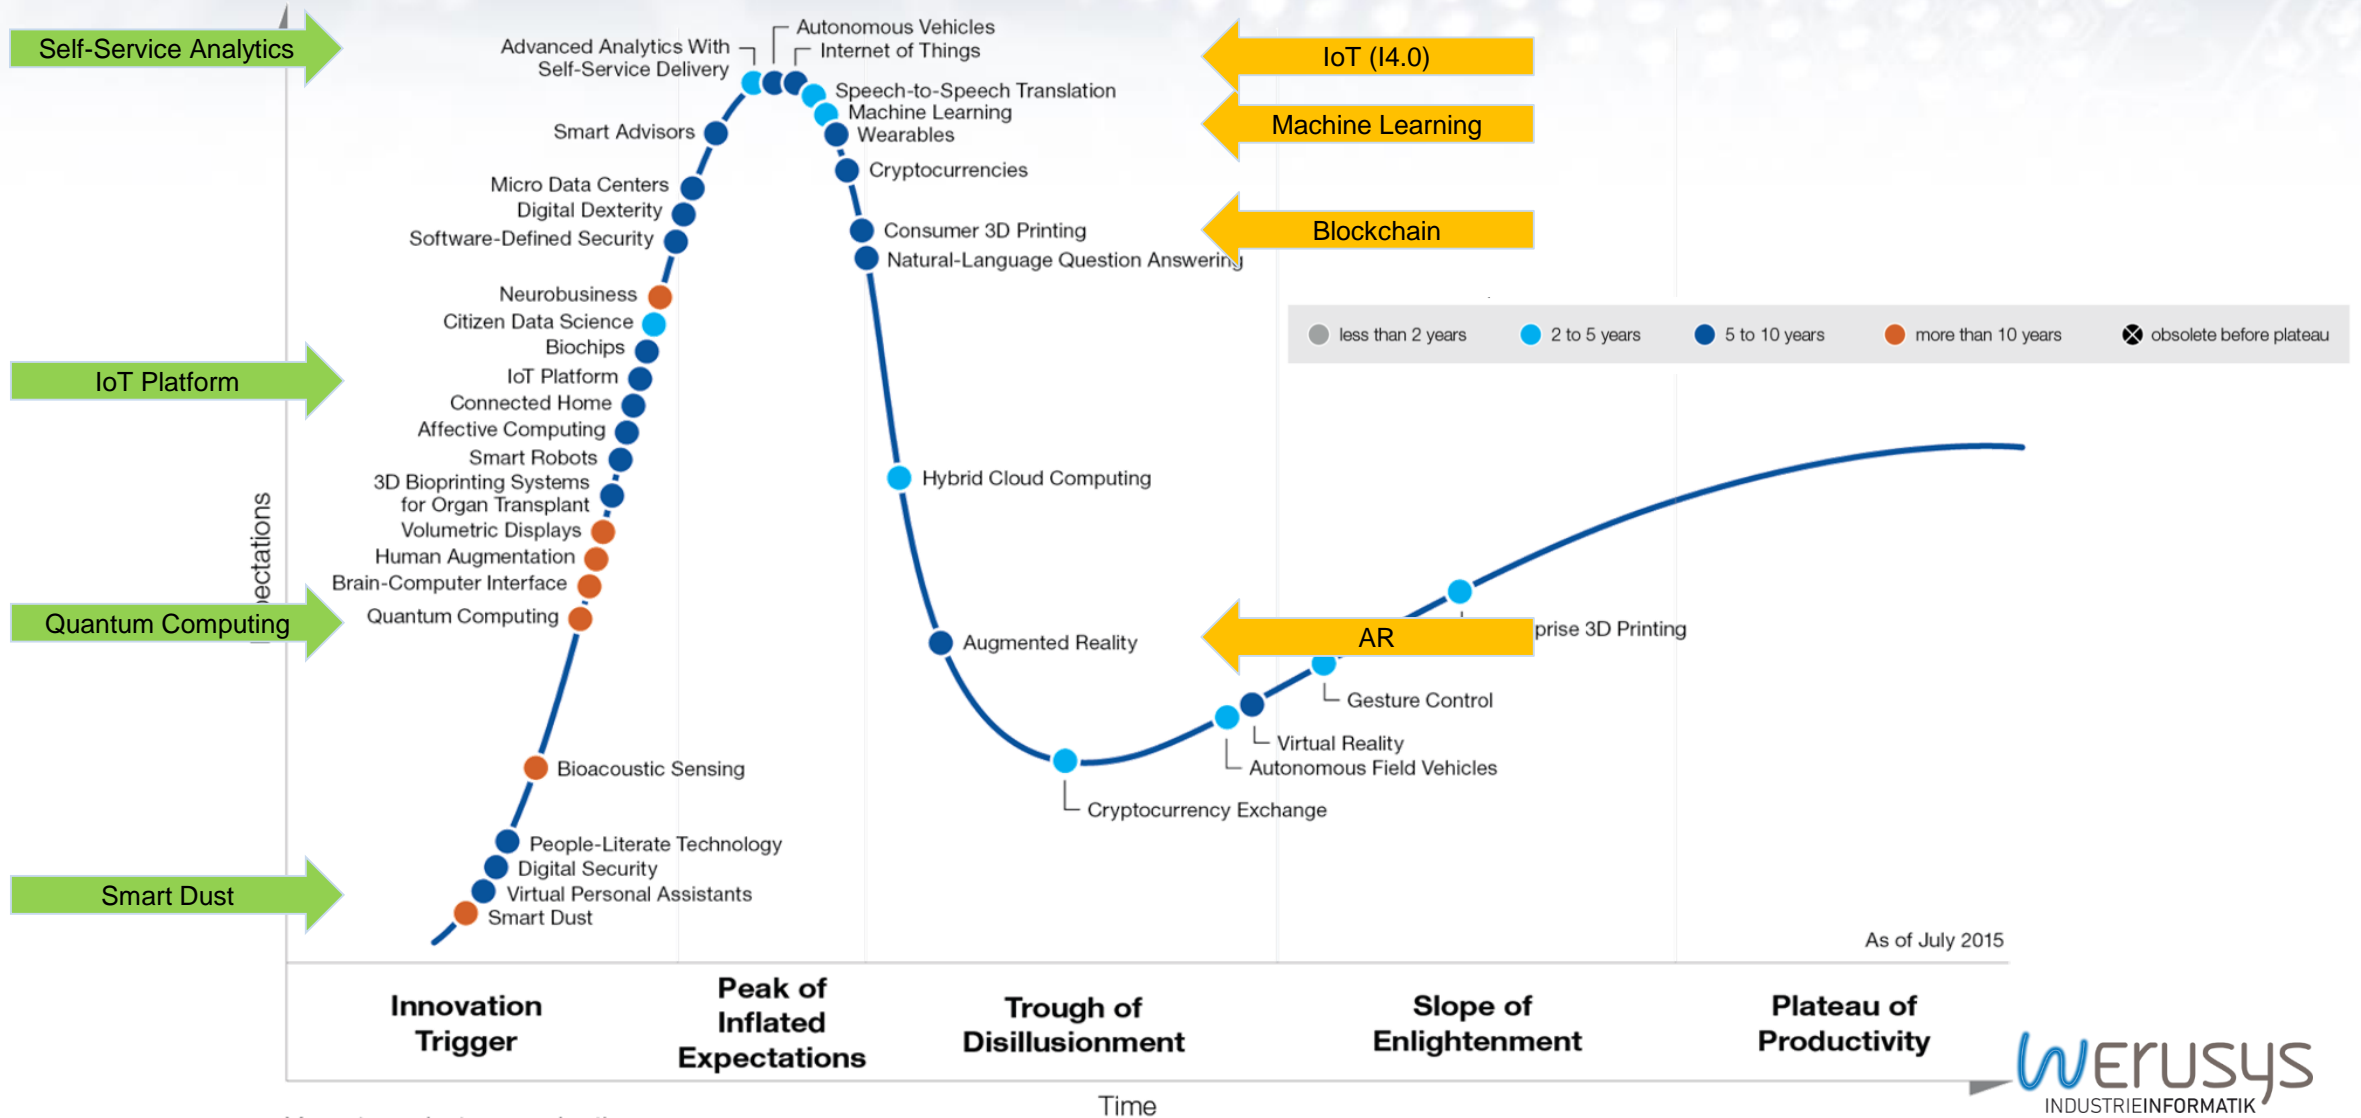 Self-Service Analytics
IoT Platform
Quantum Computing
Smart Dust
Advanced Analytics With
Self-Service Delivery
Autonomous Vehicles
Internet of Things
Speech-to-Speech Translation
Machine Learning
Wearables
Smart Advisors
Cryptocurrencies
Micro Data Centers
Digital Dexterity
Software-Defined Security
Consumer 3D Printing
Natural-Language Question Answering
Neurobusiness
Citizen Data Science
Biochips
IoT Platform
Connected Home
Affective Computing
Smart Robots
3D Bioprinting Systems
for Organ Transplant
Volumetric Displays
Human Augmentation
Brain-Computer Interface
Quantum Computing
Bioacoustic Sensing
People-Literate Technology
Digital Security
Virtual Personal Assistants
Smart Dust
Hybrid Cloud Computing
Augmented Reality
Cryptocurrency Exchange
Autonomous Field Vehicles
Virtual Reality
Gesture Control
prise 3D Printing
IoT (I4.0)
Machine Learning
Blockchain
AR
less than 2 years
2 to 5 years
5 to 10 years
more than 10 years
obsolete before plateau
pectations
As of July 2015
Innovation
Trigger
Peak of
Inflated
Expectations
Trough of
Disillusionment
Slope of
Enlightenment
Plateau of
Productivity
Time
werusys
INDUSTRIEINFORMATIK